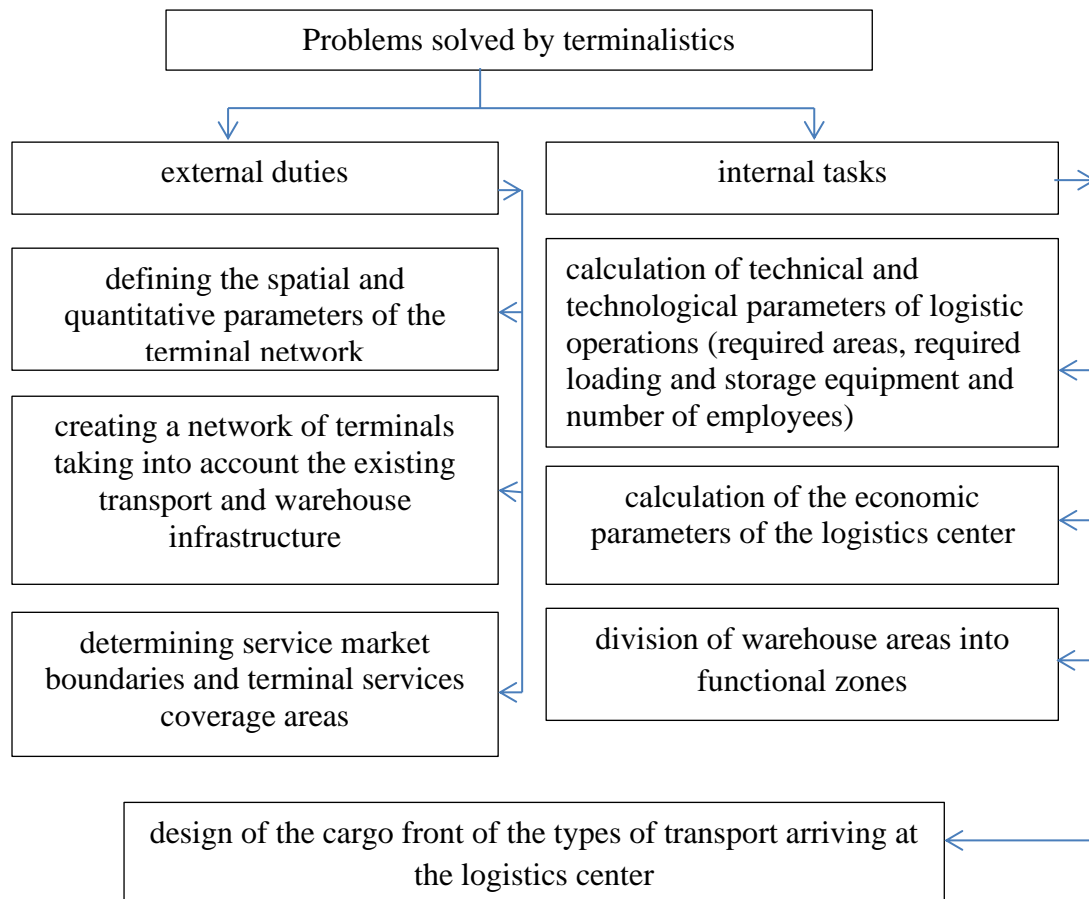 Problems solved by terminalistics
external duties
defining the spatial and
quantitative parameters of the
terminal network
creating a network of terminals
taking into account the existing
transport and warehouse
infrastructure
determining service market
boundaries and terminal services
coverage areas
internal tasks
calculation of technical and
technological parameters of logistic
operations (required areas, required
loading and storage equipment and
number of employees)
calculation of the economic
parameters of the logistics center
division of warehouse areas into
functional zones
design of the cargo front of the types of transport arriving at
the logistics center